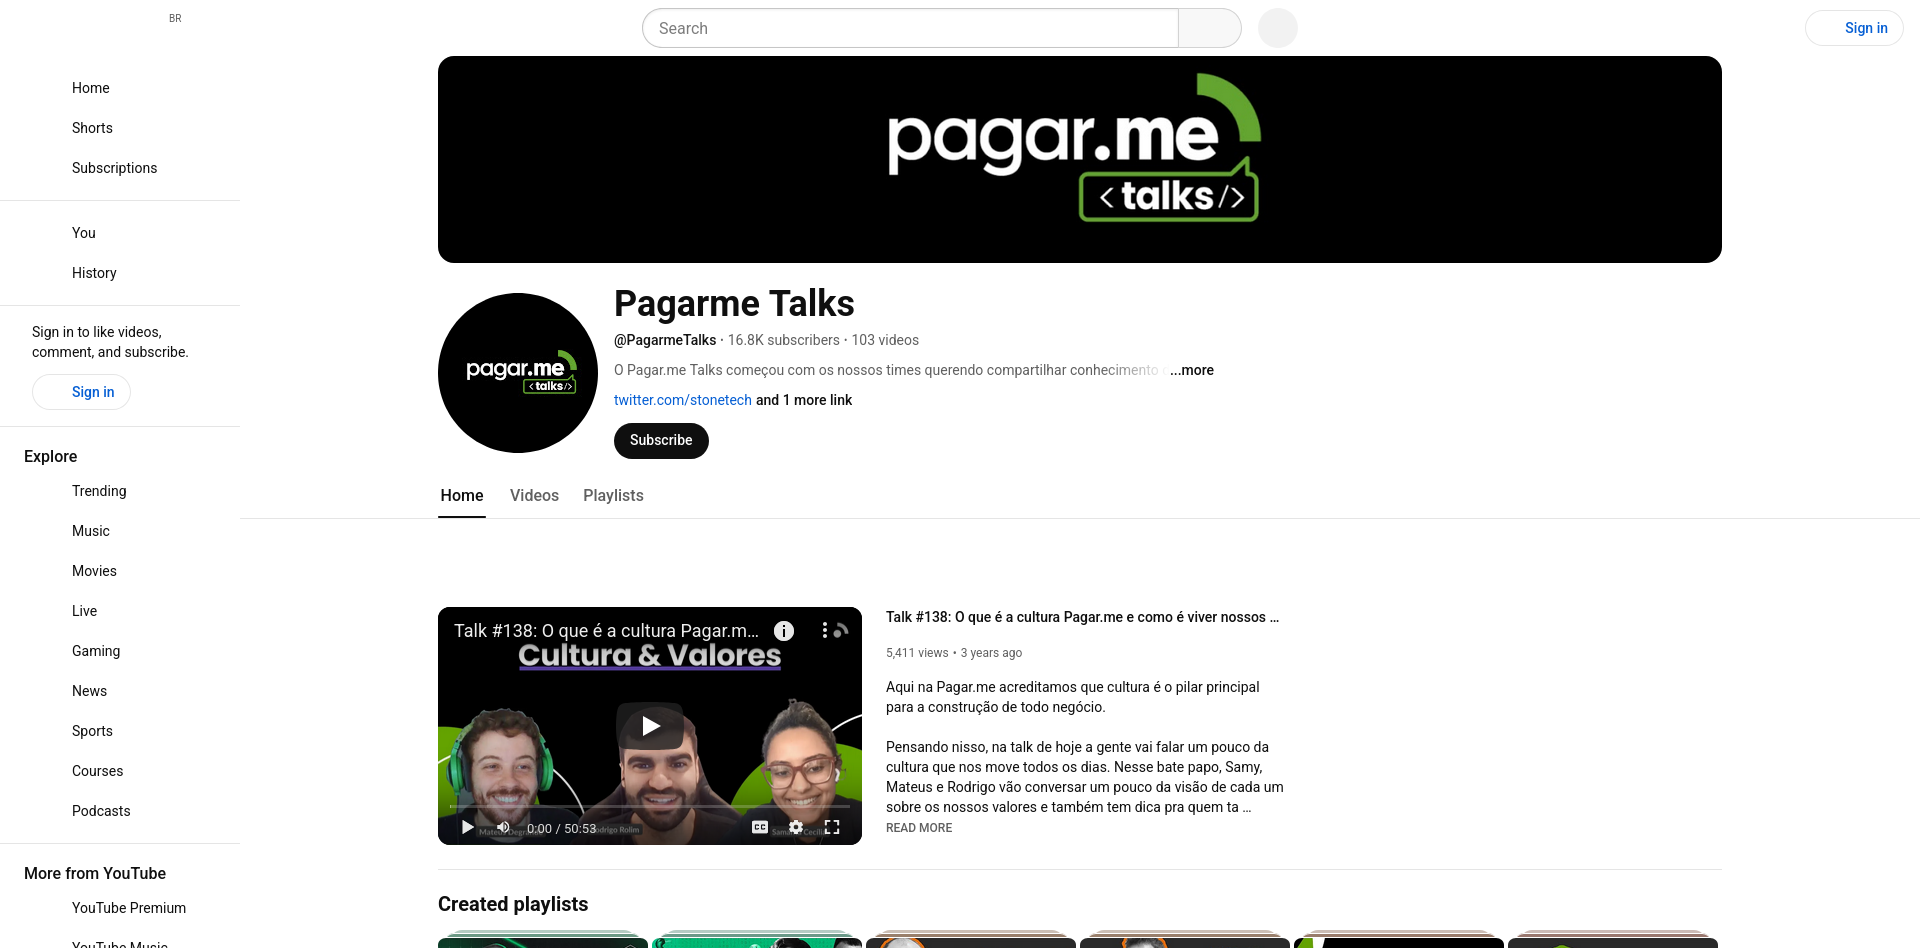 BR
Search
Sign in
Home
Shorts
Subscriptions
You
History
Sign in to like videos,
comment, and subscribe.
Sign in
Explore
Trending
Music
Movies
Live
Gaming
News
Sports
Courses
Podcasts
More from YouTube
YouTube Premium
YouTube Music
pagar.me
<talks/>
pagar.me
<talks/>
Pagarme Talks
@PagarmeTalks • 16.8K subscribers • 103 videos
O Pagar.me Talks começou com os nossos times querendo compartilhar conhecimento ...more
twitter.com/stonetech and 1 more link
Subscribe
Home Videos Playlists
Talk #138: O que é a cultura Pagar.m...
Cultura & Valores
0:00 / 50:53
Talk #138: O que é a cultura Pagar.me e como é viver nossos ...
5,411 views • 3 years ago
Aqui na Pagar.me acreditamos que cultura é o pilar principal
para a construção de todo negócio.
Pensando nisso, na talk de hoje a gente vai falar um pouco da
cultura que nos move todos os dias. Nesse bate papo, Samy,
Mateus e Rodrigo vão conversar um pouco da visão de cada um
sobre os nossos valores e também tem dica pra quem ta ...
READ MORE
Created playlists